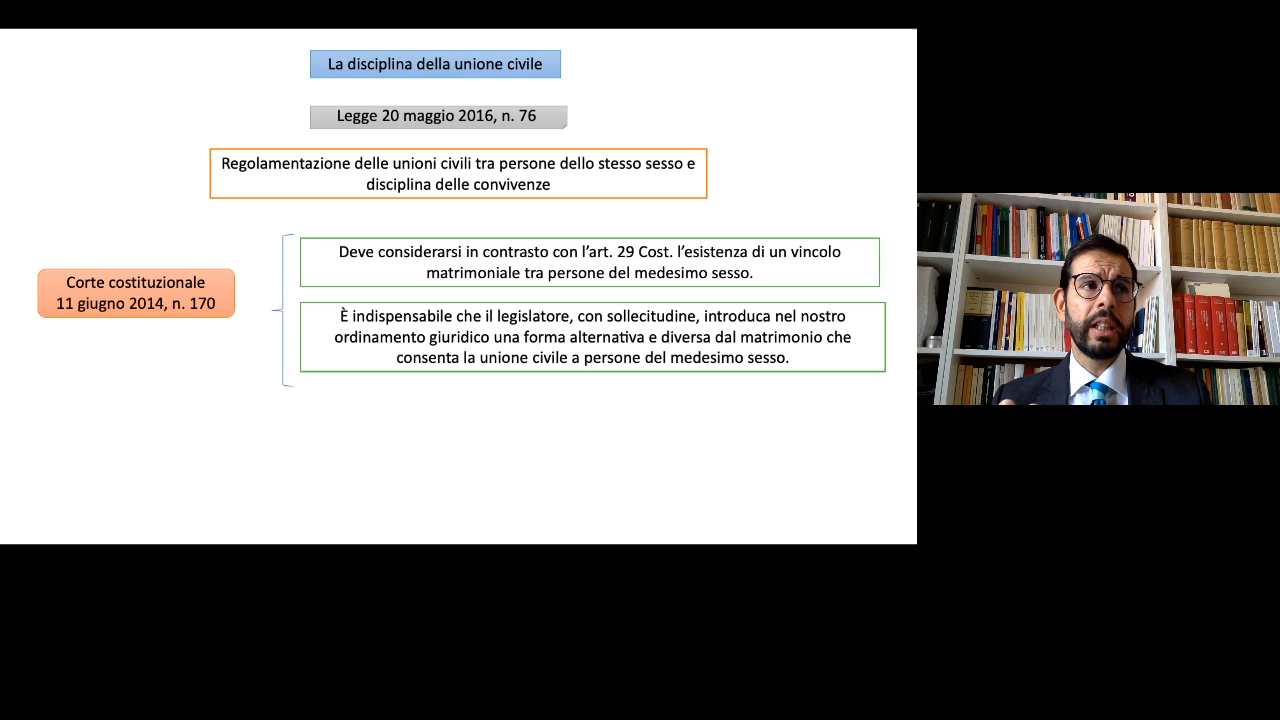 La disciplina della unione civile
Legge 20 maggio 2016, n. 76
Regolamentazione delle unioni civili tra persone dello stesso sesso e
disciplina delle convivenze
Corte costituzionale
11 giugno 2014, n. 170
Deve considerarsi in contrasto con l’art. 29 Cost. l’esistenza di un vincolo
matrimoniale tra persone del medesimo sesso.
È indispensabile che il legislatore, con sollecitudine, introduca nel nostro
ordinamento giuridico una forma alternativa e diversa dal matrimonio che
consenta la unione civile a persone del medesimo sesso.